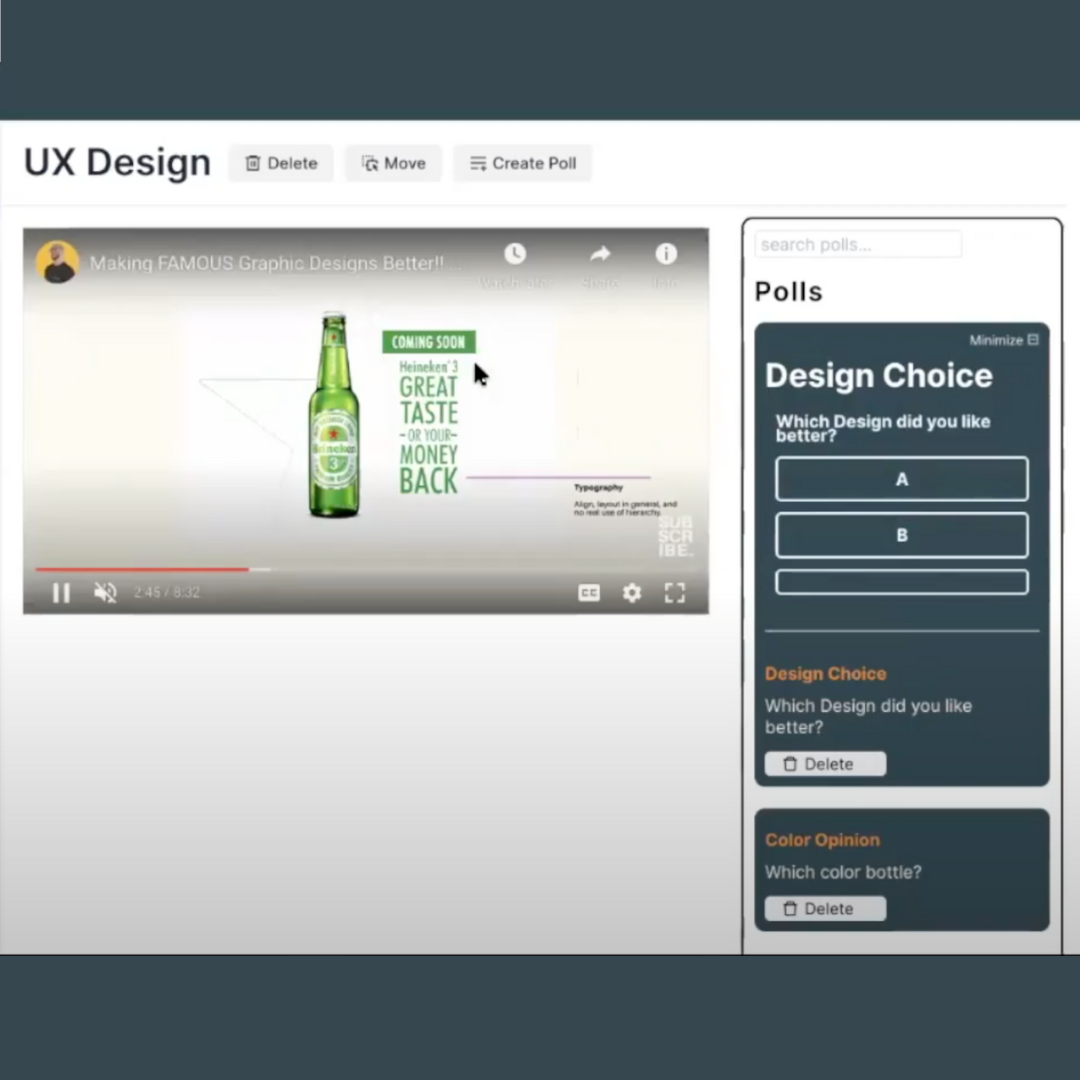 UX Design
Delete
Move
Create Poll
Making FAMOUS Graphic Designs Better!! ...
Share
Info
COMING SOON
Heineken' 3
GREAT
TASTE
-OR YOUR-
MONEY
BACK
Heineken
3
Typography
Align, layout in general, and
no real use of hierarchy.
SUB
SCR
IBE.
2:45 / 8:32
CC
search polls...
Polls
Minimize
Design Choice
Which Design did you like
better?
A
B
Design Choice
Which Design did you like
better?
Delete
Color Opinion
Which color bottle?
Delete